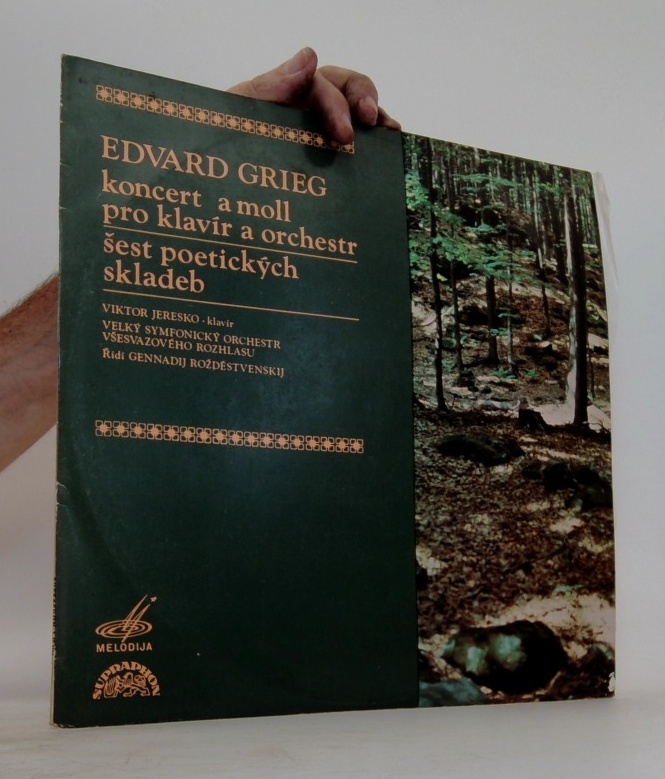 EDVARD GRIEG
koncert a moll
pro klavír a orchestr
šest poetických
skladeb
VIKTOR JERESKO - klavír
VELKÝ SYMFONICKÝ ORCHESTR
VŠESVAZOVÉHO ROZHLASU
Řídí GENNADIJ ROŽDĚSTVENSKIJ
MELODIJA
SUPRAPHON